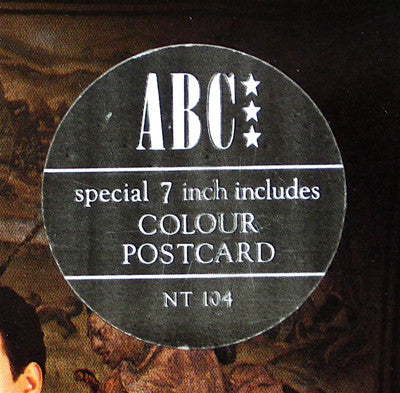 ABC
special 7 inch includes
COLOUR
POSTCARD
NT 104